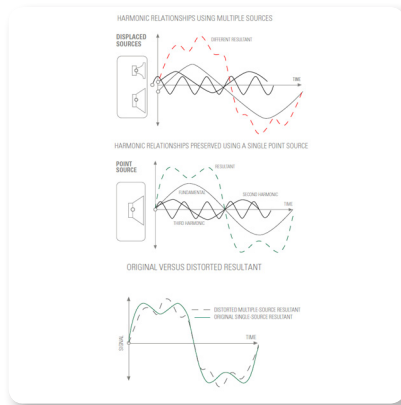 HARMONIC RELATIONSHIPS USING MULTIPLE SOURCES
DISPLACED
SOURCES
DIFFERENT RESULTANT
TIME
HARMONIC RELATIONSHIPS PRESERVED USING A SINGLE POINT SOURCE
POINT
SOURCE
RESULTANT
FUNDAMENTAL
SECOND HARMONIC
TIME
THIRD HARMONIC
ORIGINAL VERSUS DISTORTED RESULTANT
DISTORTED MULTIPLE-SOURCE RESULTANT
ORIGINAL SINGLE-SOURCE RESULTANT
TIME
SIGNAL